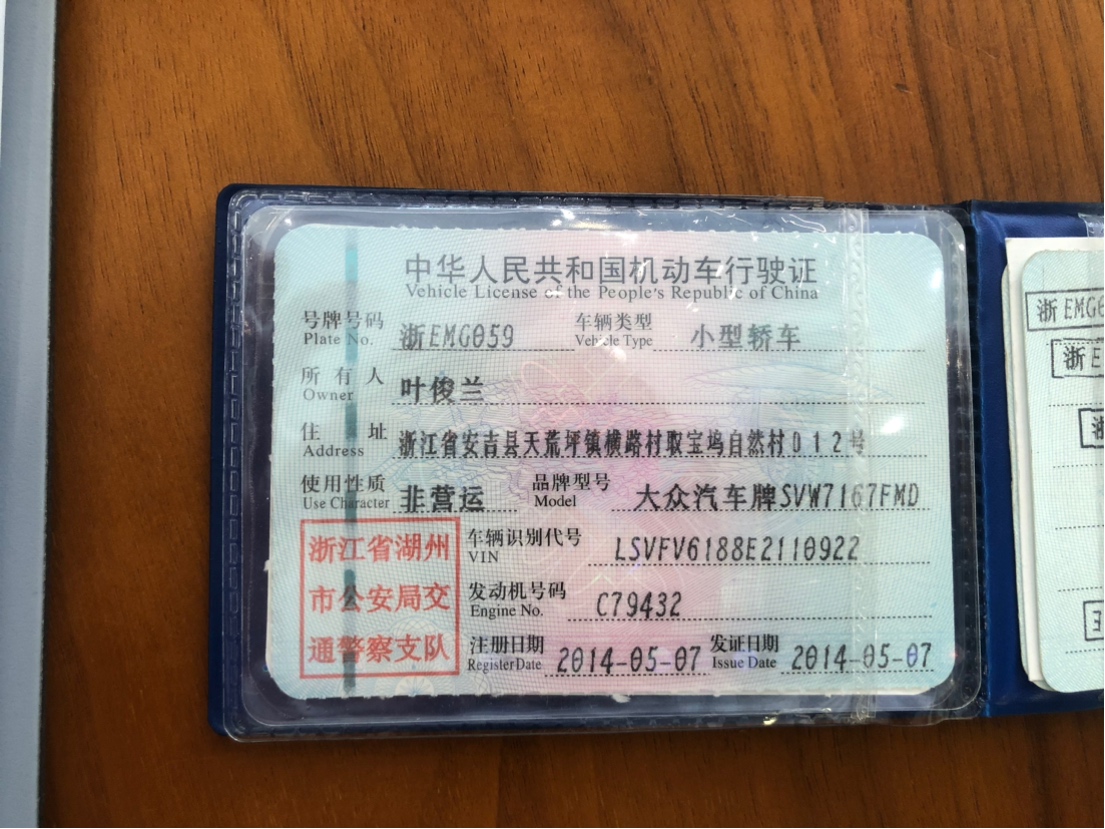 中华人民共和国机动车行驶证
Vehicle License of the People's Republic of China
号牌号码 浙EMG059 车辆类型 小型轿车
Plate No. Vehicle Type
所有人 叶俊兰
Owner
住址 浙江省安吉县天荒坪镇横路村取宝坞自然村012号
Address
使用性质 非营运 品牌型号 大众汽车牌SVW7167FMD
Use Character Model
浙江省湖州
市公安局交
通警察支队
车辆识别代号 LSVFV6188E2110922
VIN
发动机号码 C79432
Engine No.
注册日期 2014-05-07 发证日期 2014-05-07
Register Date Issue Date
浙EMG
浙E